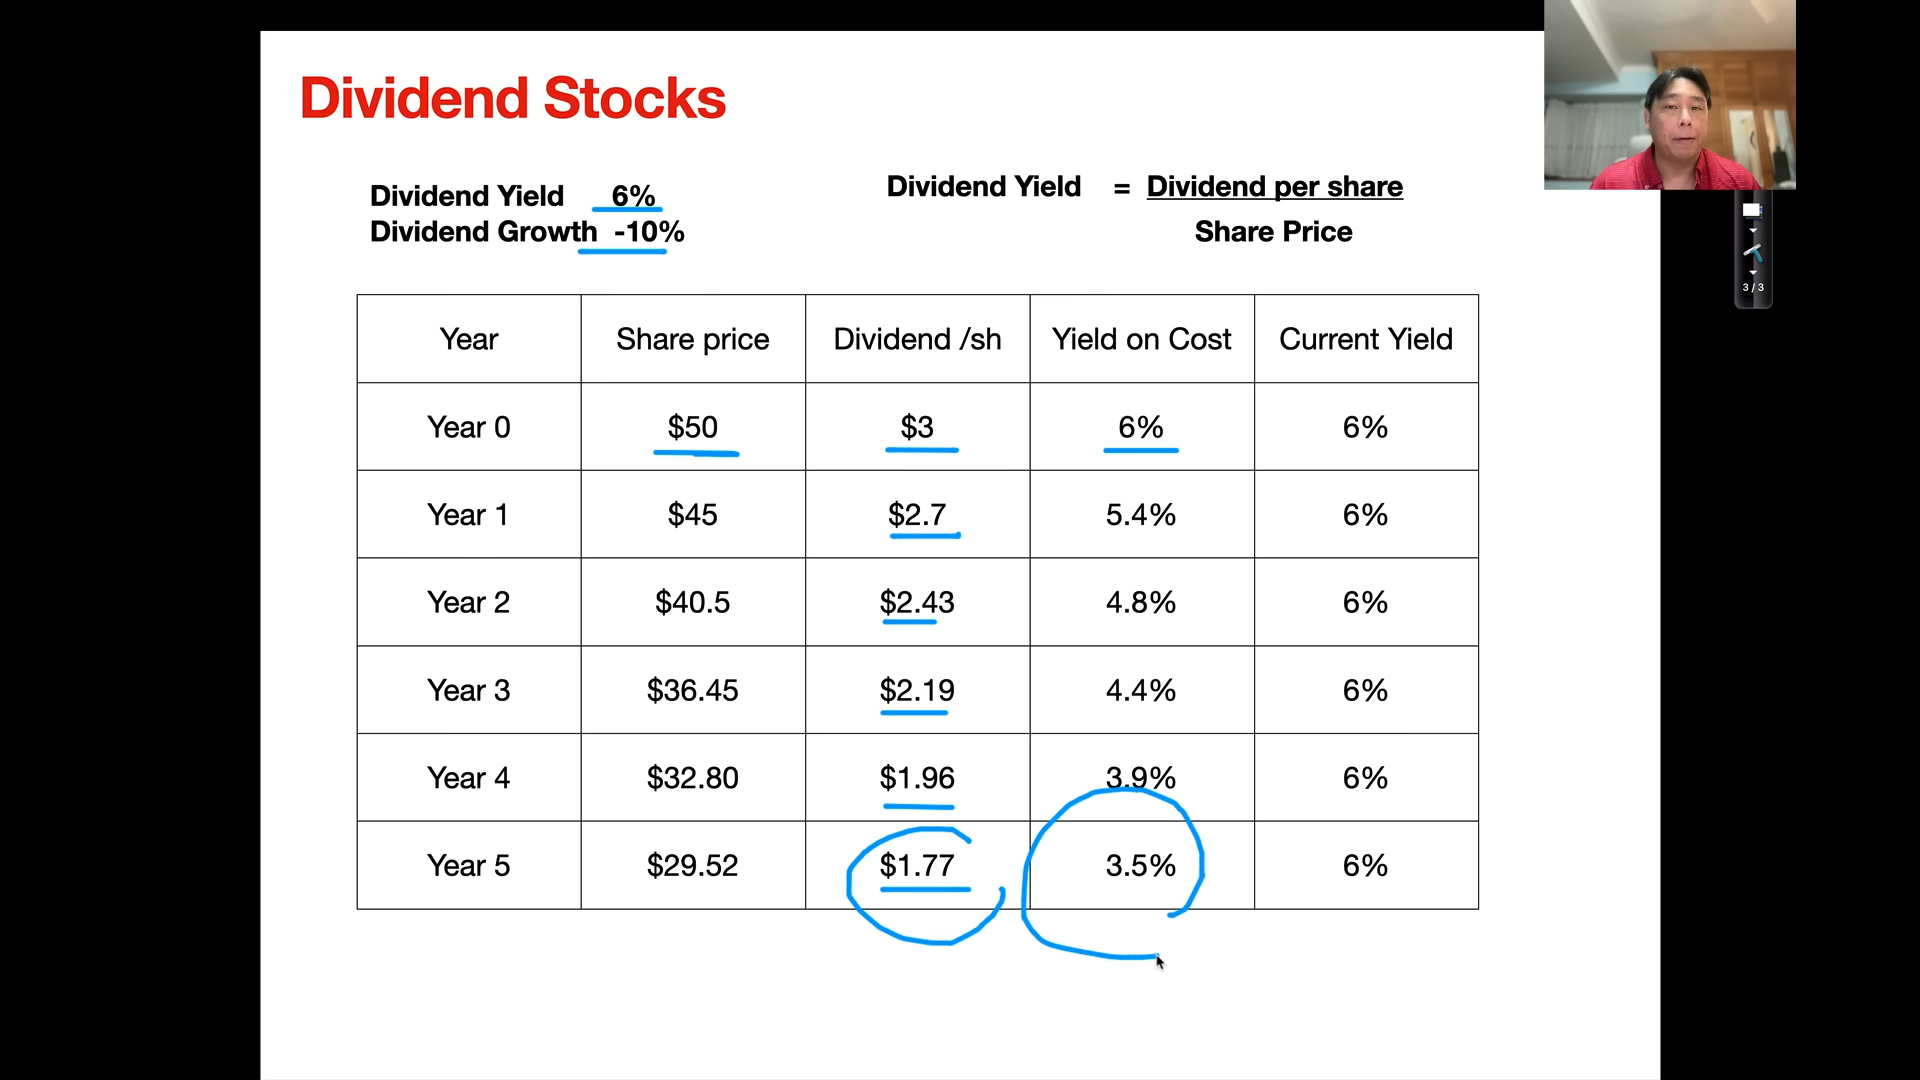 Dividend Stocks
Dividend Yield 6%
Dividend Growth -10%
Dividend Yield = Dividend per share
Share Price
Year Share price Dividend /sh Yield on Cost Current Yield
Year 0 $50 $3 6% 6%
Year 1 $45 $2.7 5.4% 6%
Year 2 $40.5 $2.43 4.8% 6%
Year 3 $36.45 $2.19 4.4% 6%
Year 4 $32.80 $1.96 3.9% 6%
Year 5 $29.52 $1.77 3.5% 6%
3 / 3